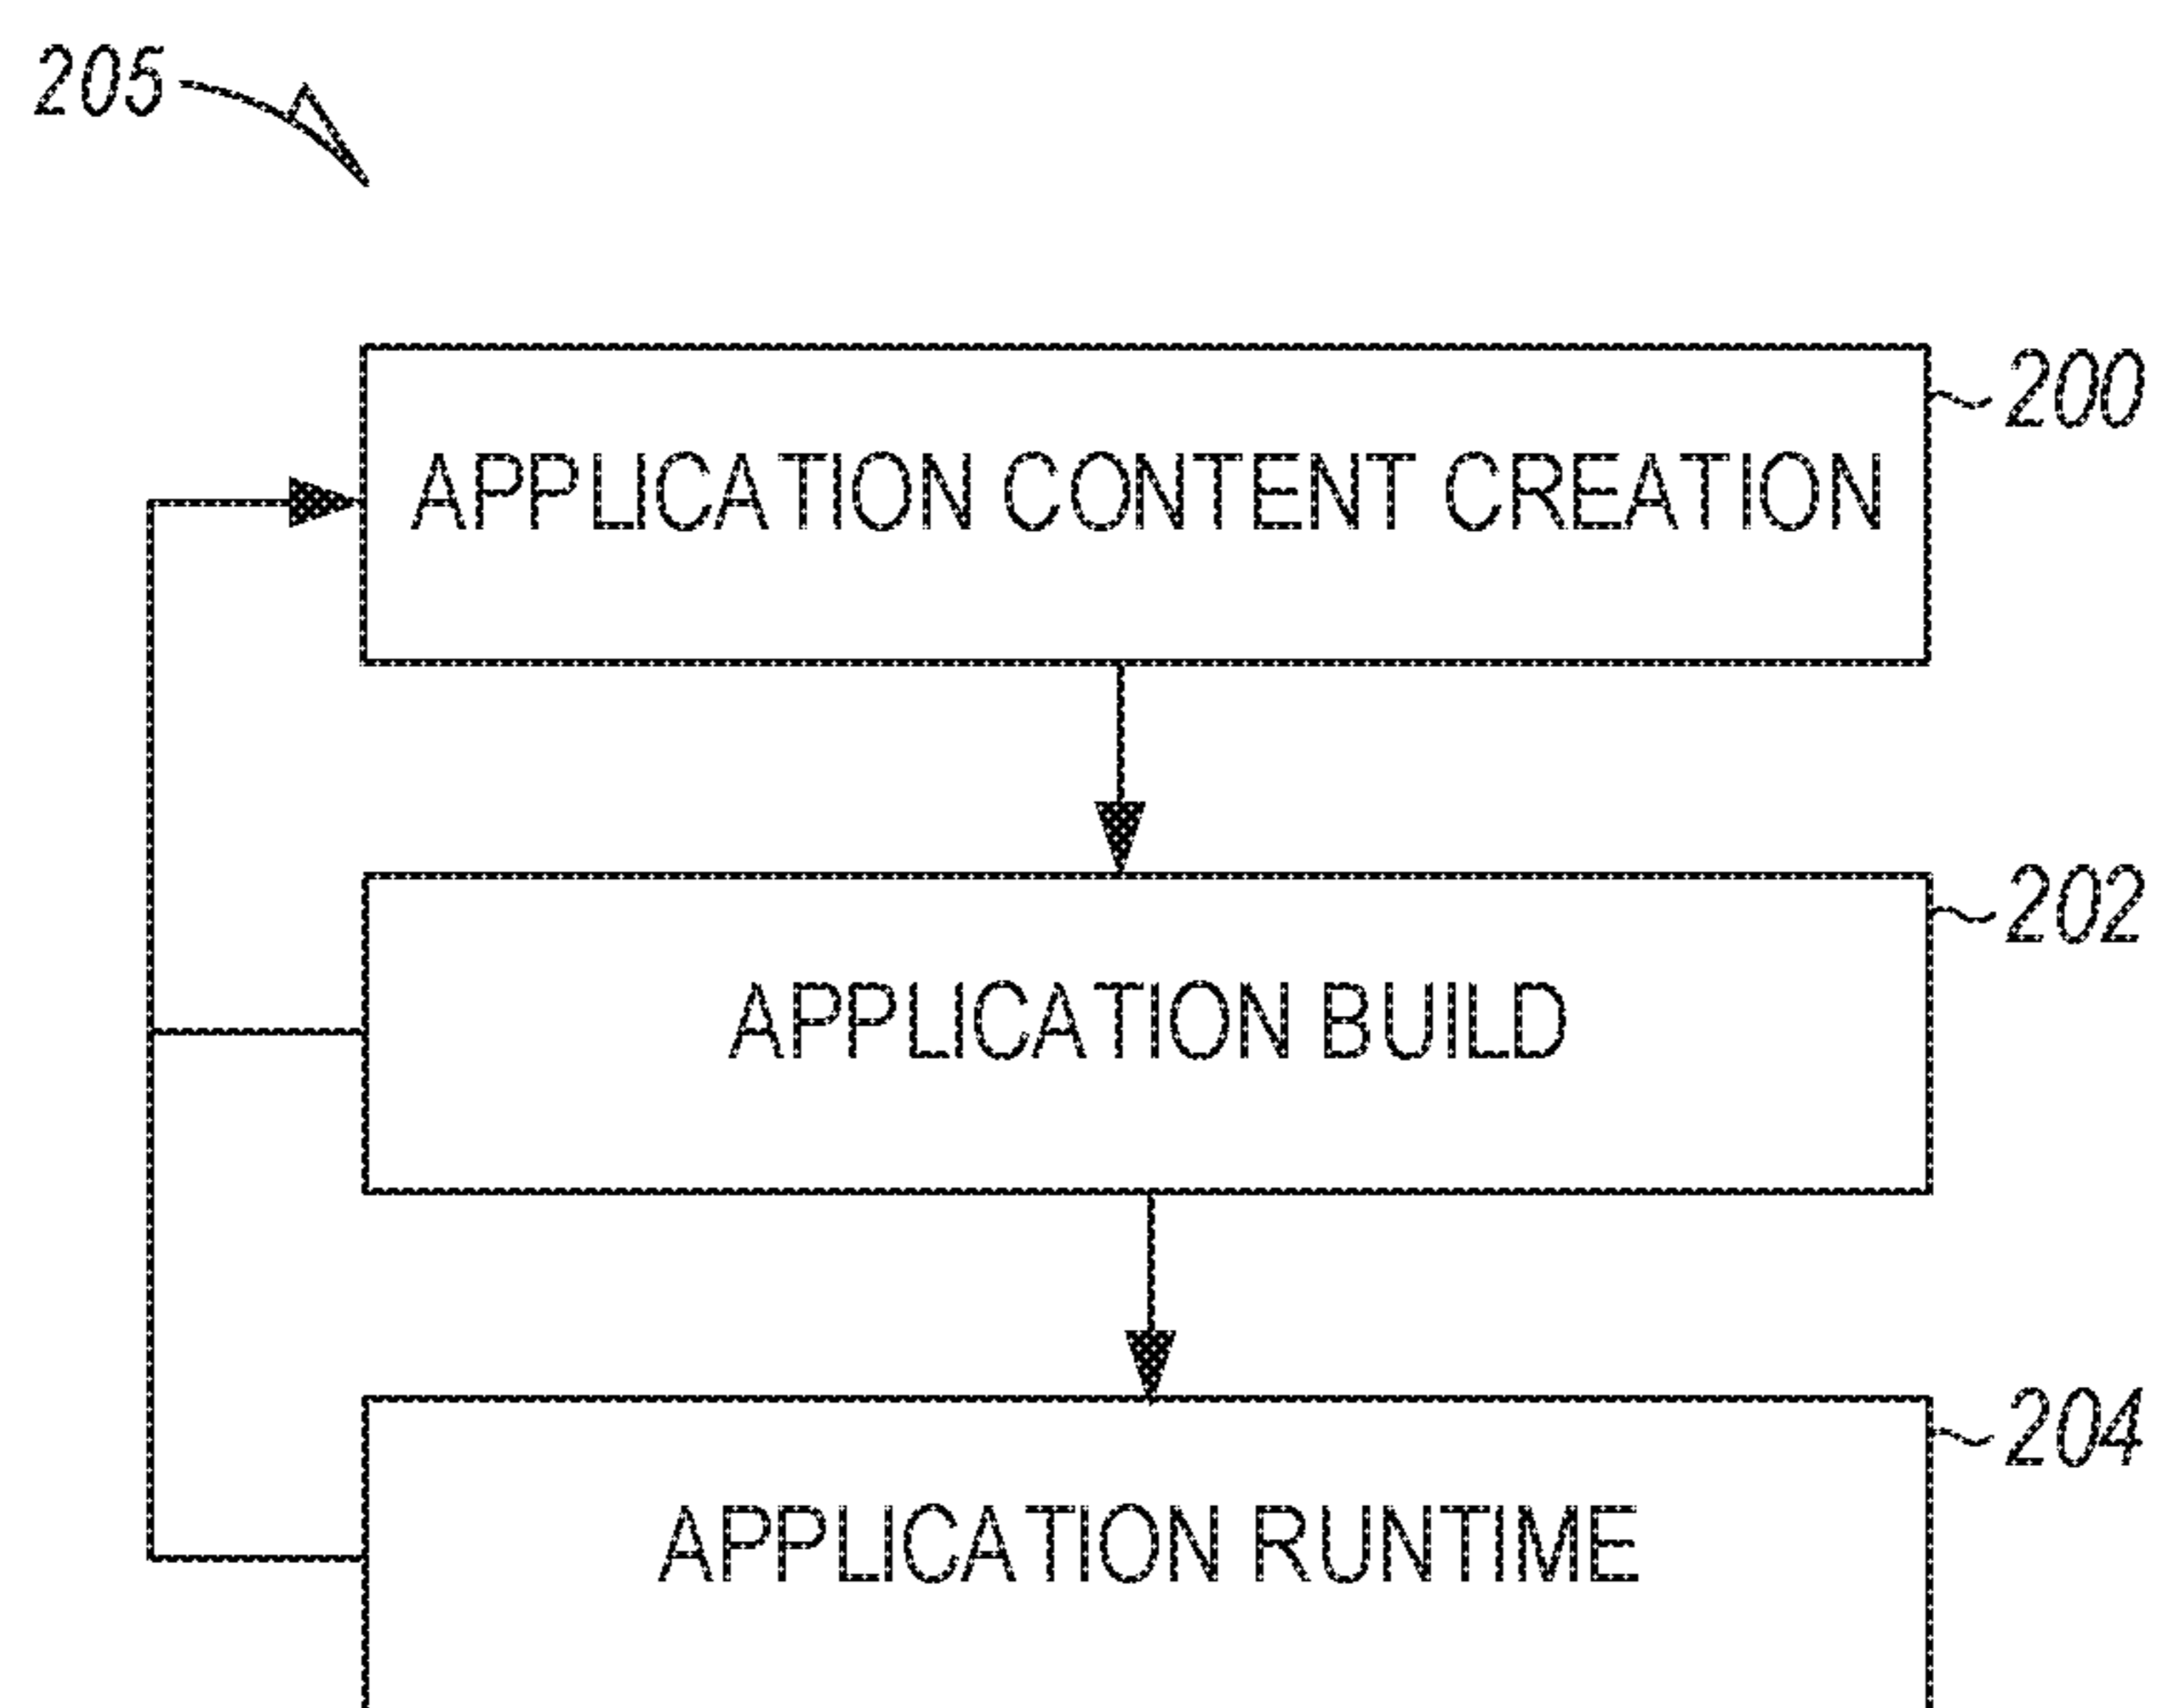 205
200
APPLICATION CONTENT CREATION
202
APPLICATION BUILD
204
APPLICATION RUNTIME